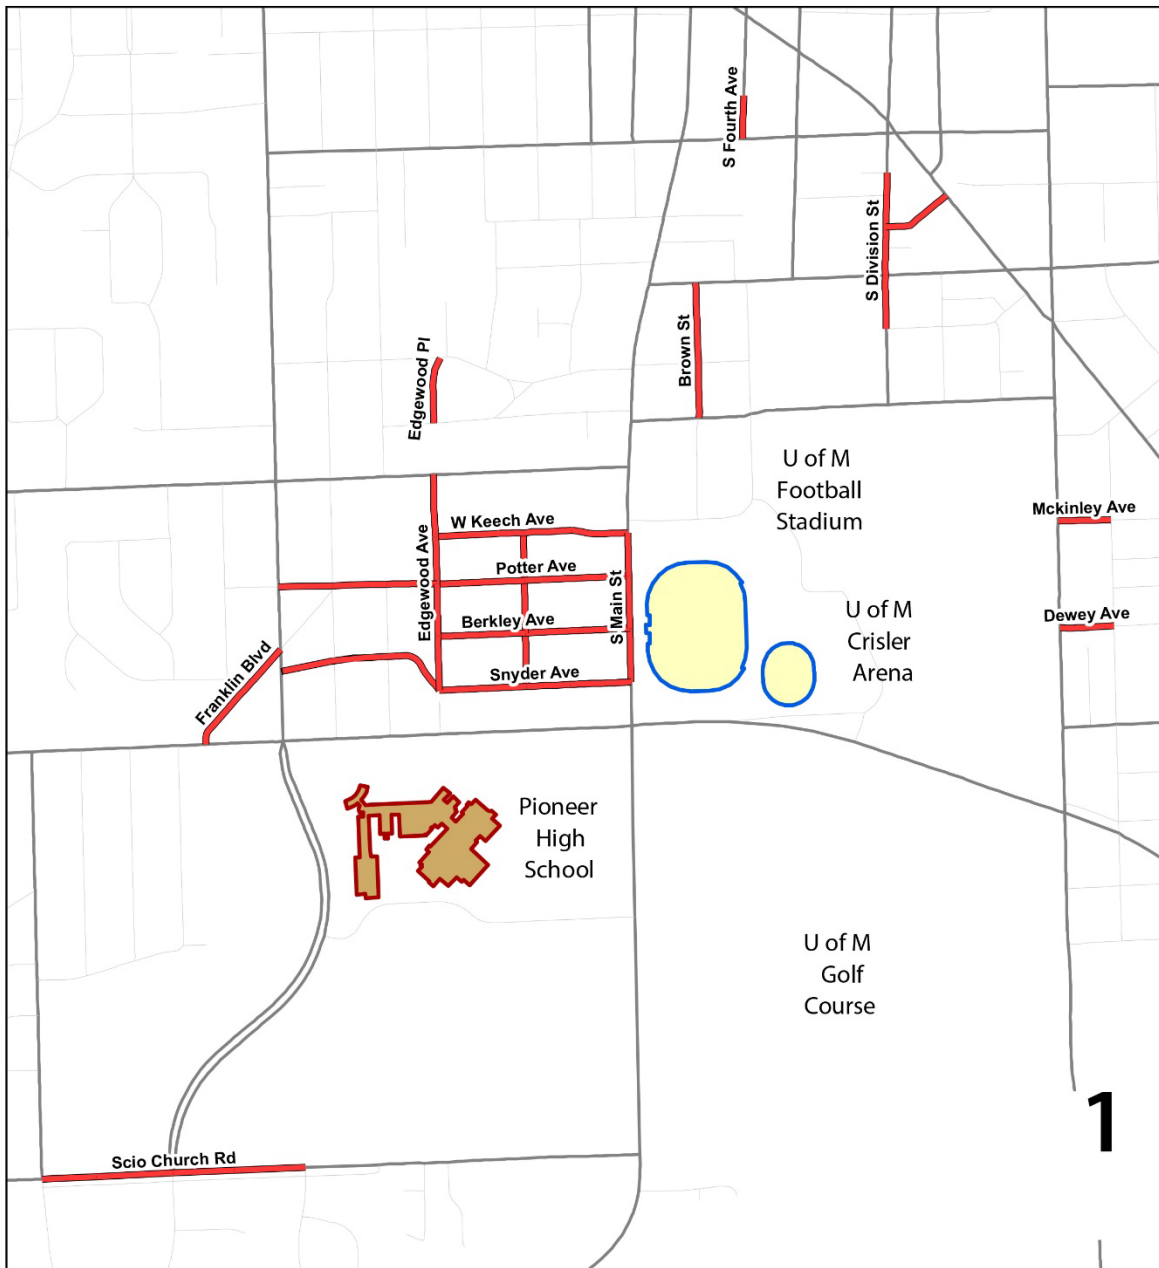 S Fourth Ave
S Division St
Brown St
Edgewood Pl
U of M
Football
Stadium
W Keech Ave
Mckinley Ave
Potter Ave
Edgewood Ave
S Main St
Berkley Ave
U of M
Crisler
Arena
Dewey Ave
Franklin Blvd
Snyder Ave
Pioneer
High
School
U of M
Golf
Course
1
Scio Church Rd